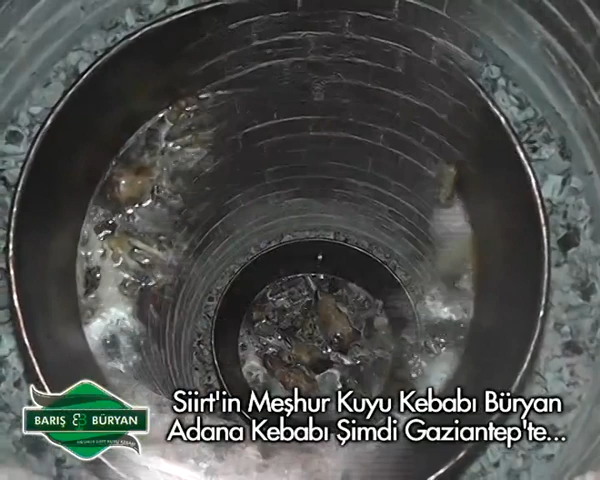 Siirt'in Meşhur Kuyu Kebabı Büryan
Adana Kebabı Şimdi Gaziantep'te...
BARIŞ B BÜRYAN